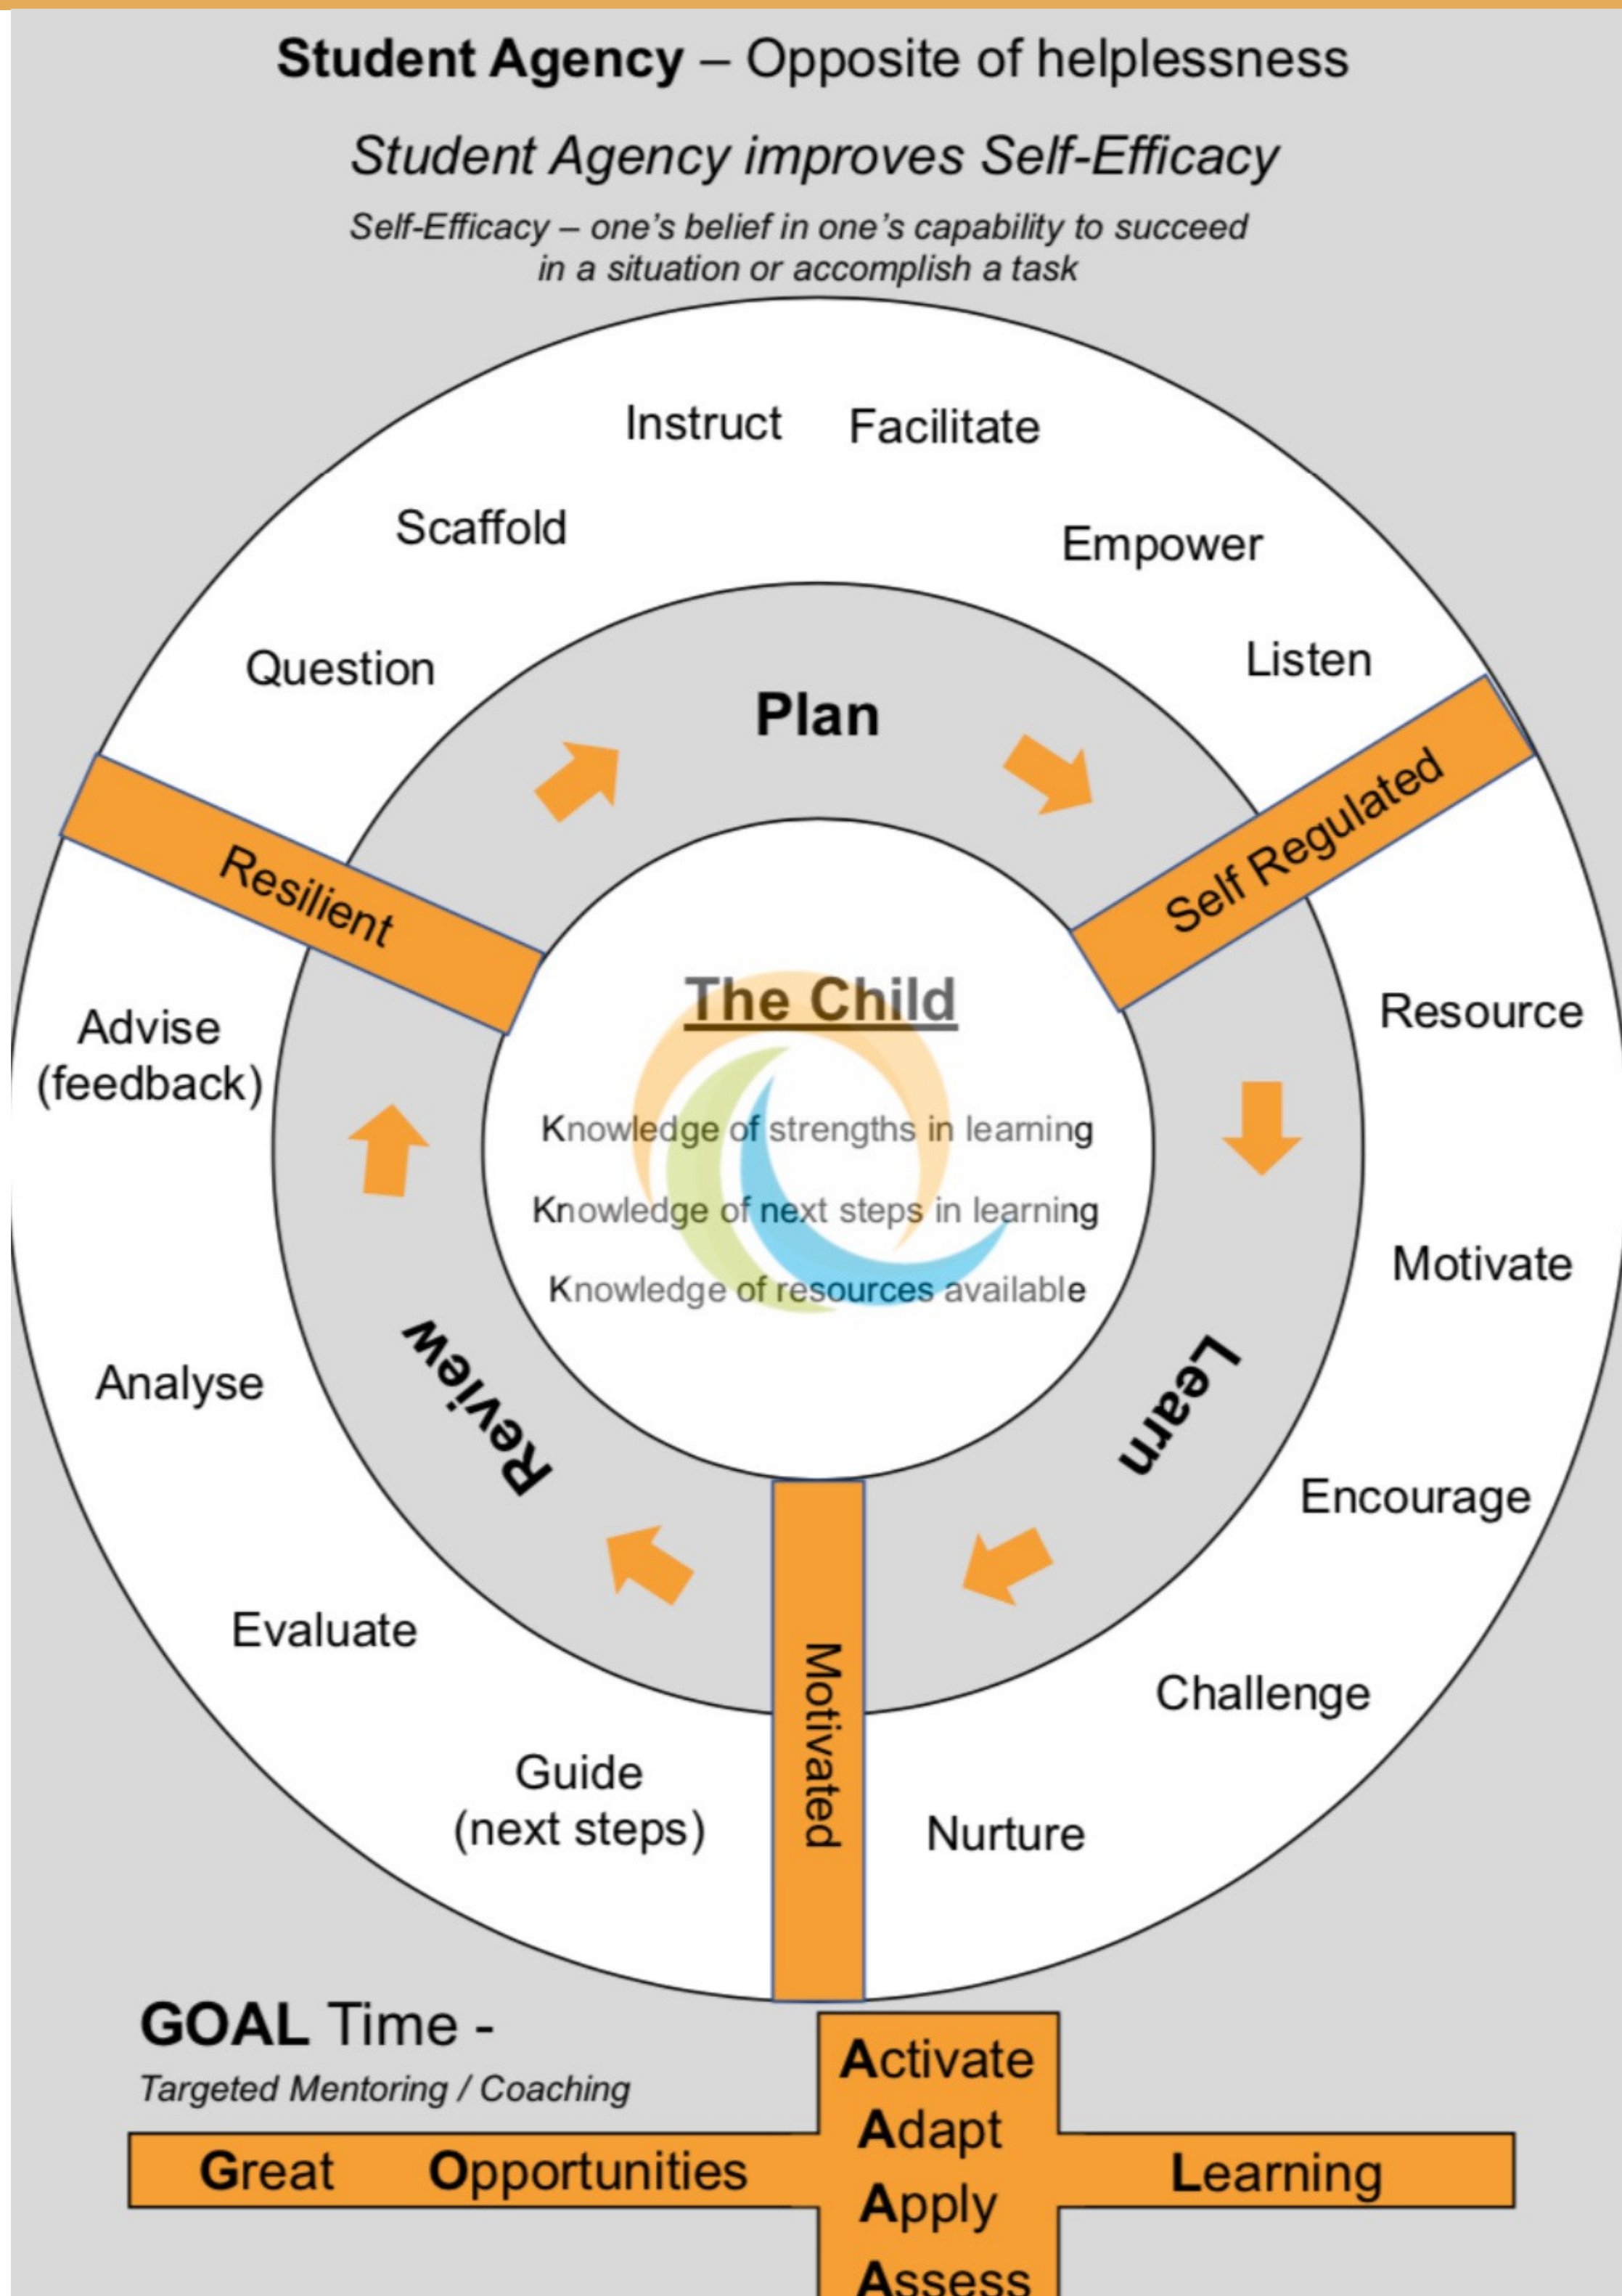 Student Agency – Opposite of helplessness
Student Agency improves Self-Efficacy
Self-Efficacy – one's belief in one's capability to succeed
in a situation or accomplish a task
Instruct
Facilitate
Scaffold
Empower
Question
Listen
Plan
Resilient
Self Regulated
The Child
Knowledge of strengths in learning
Knowledge of next steps in learning
Knowledge of resources available
Advise
(feedback)
Resource
Motivate
Analyse
Review
Learn
Encourage
Evaluate
Challenge
Motivated
Guide
(next steps)
Nurture
GOAL Time -
Targeted Mentoring / Coaching
Great Opportunities
Activate
Adapt
Apply
Assess
Learning